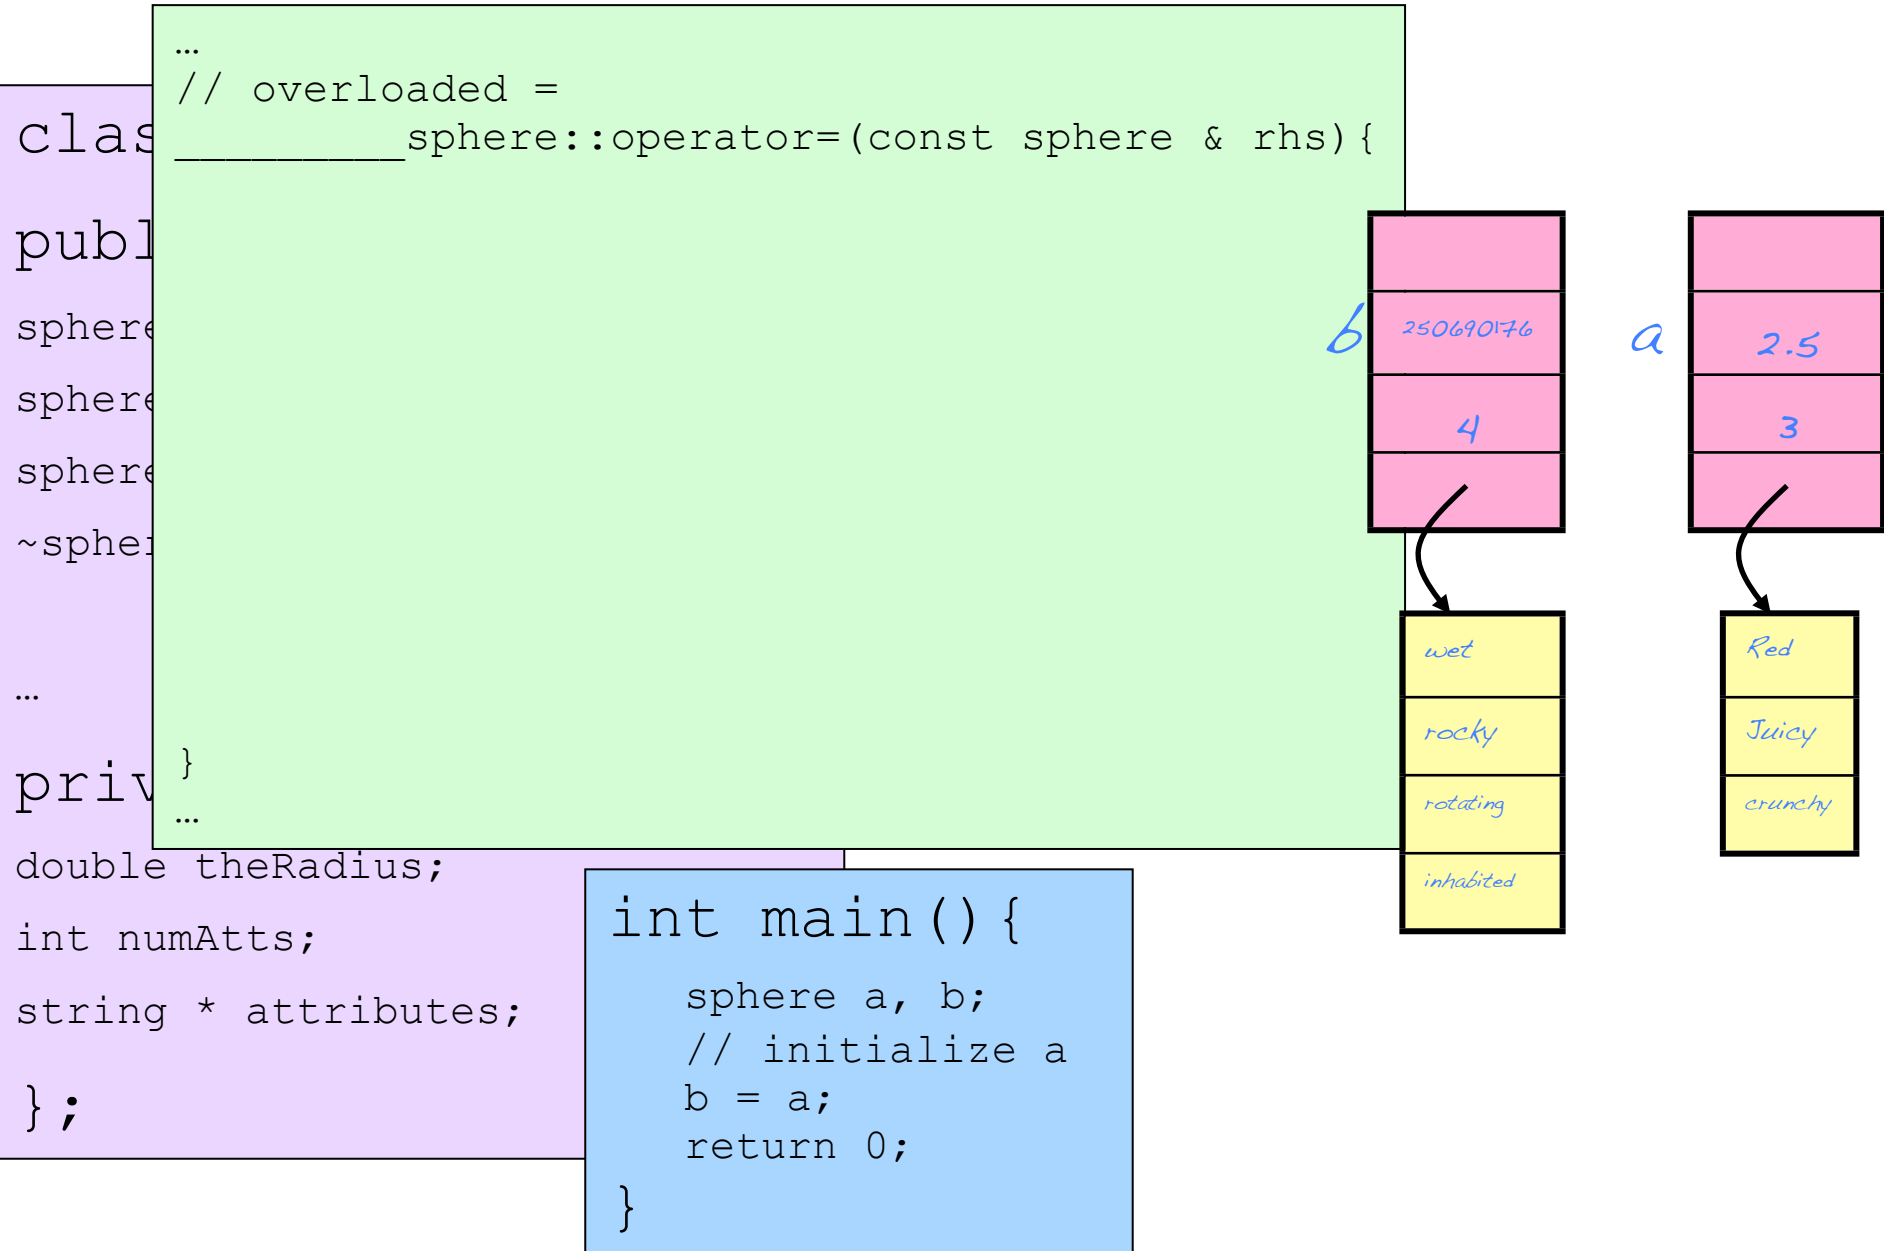 …
// overloaded =
_________sphere::operator=(const sphere & rhs){
}
…
clas
publ
sphere
sphere
sphere
~spher
…
priv
double theRadius;
int numAtts;
string * attributes;
};
int main(){
sphere a, b;
// initialize a
b = a;
return 0;
}
b
250690176
4
wet
rocky
rotating
inhabited
a
2.5
3
Red
Juicy
crunchy